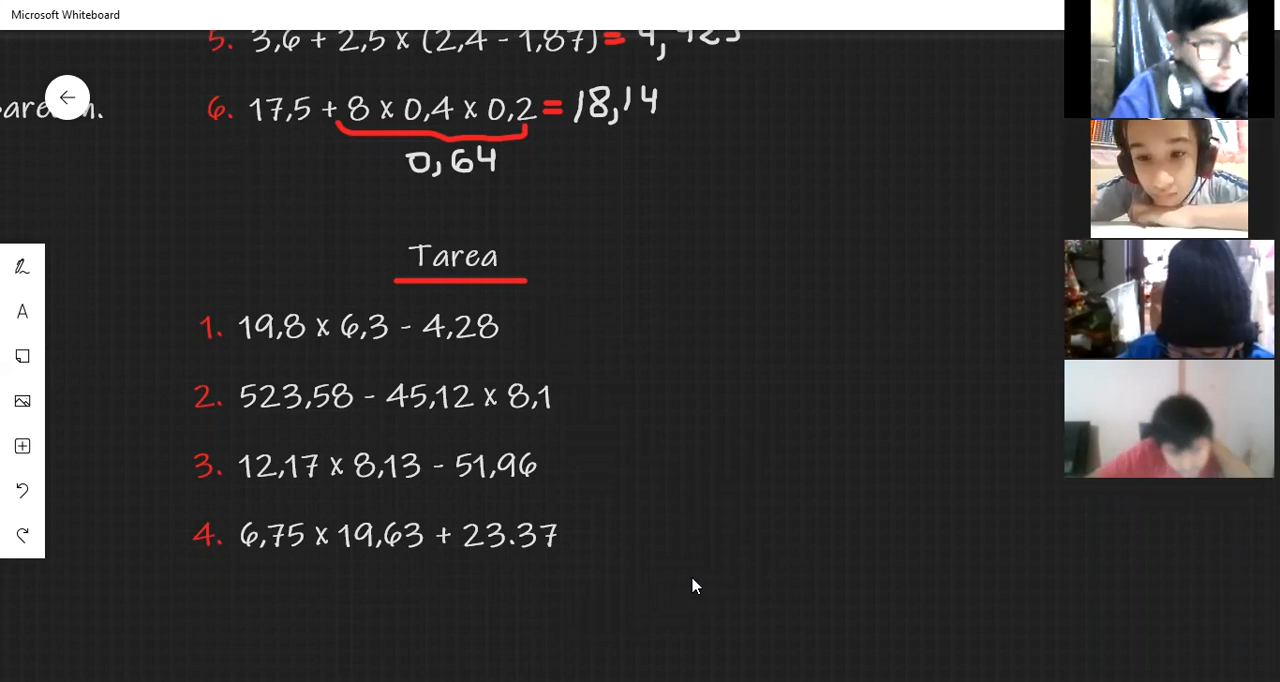 Microsoft Whiteboard
5. 3,6 + 2,5 x (2,4 - 1,87) = 4,925
6. 17,5 + 8 x 0,4 x 0,2 = 18,14
0,64
Tarea
1. 19,8 x 6,3 - 4,28
2. 523,58 - 45,12 x 8,1
3. 12,17 x 8,13 - 51,96
4. 6,75 x 19,63 + 23.37